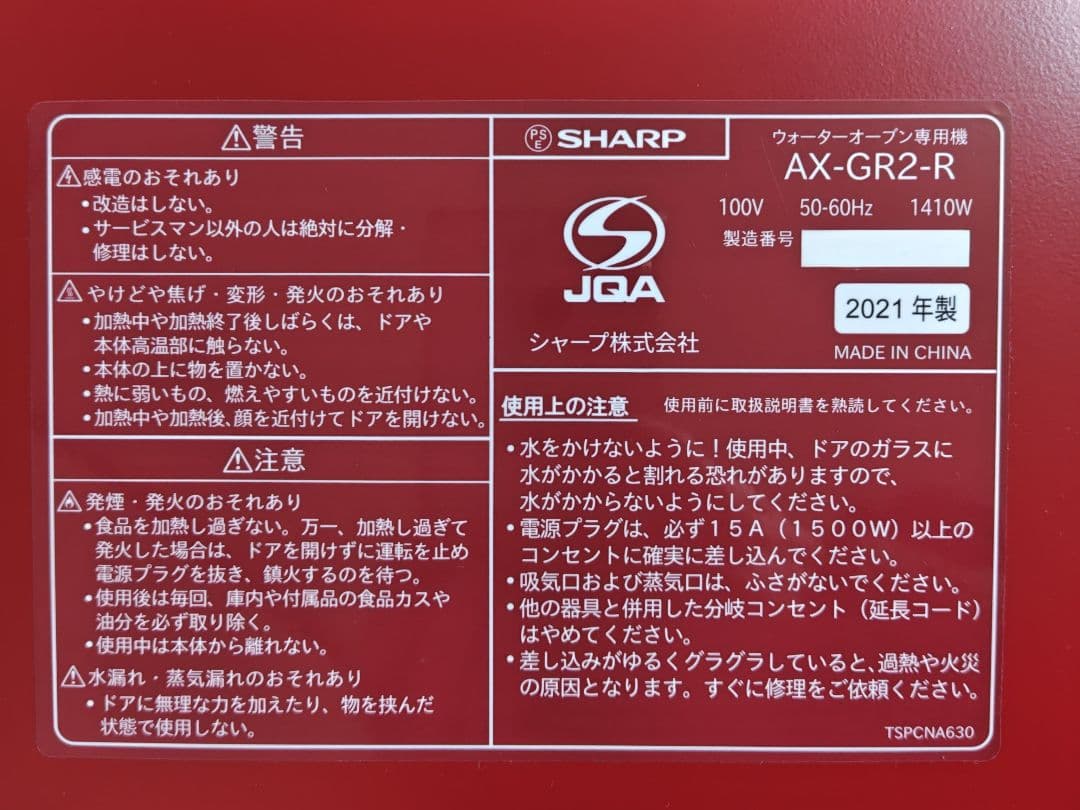 警告
感電のおそれあり
・改造はしない。
・サービスマン以外の人は絶対に分解・
修理はしない。
やけどや焦げ・変形・発火のおそれあり
・加熱中や加熱終了後しばらくは、ドアや
本体高温部に触らない。
・本体の上に物を置かない。
・熱に弱いもの、燃えやすいものを近付けない。
・加熱中や加熱後、顔を近付けてドアを開けない。
注意
発煙・発火のおそれあり
・食品を加熱し過ぎない。万一、加熱し過ぎて
発火した場合は、ドアを開けずに運転を止め
電源プラグを抜き、鎮火するのを待つ。
・使用後は毎回、庫内や付属品の食品カスや
油分を必ず取り除く。
・使用中は本体から離れない。
水漏れ・蒸気漏れのおそれあり
・ドアに無理な力を加えたり、物を挟んだ
状態で使用しない。
PS
E
SHARP
ウォーターオーブン専用機
AX-GR2-R
100V 50-60Hz 1410W
製造番号
JQA
2021年製
シャープ株式会社
MADE IN CHINA
使用上の注意 使用前に取扱説明書を熟読してください。
・水をかけないように！使用中、ドアのガラスに
水がかかると割れる恐れがありますので、
水がかからないようにしてください。
・電源プラグは、必ず15A（1500W）以上の
コンセントに確実に差し込んでください。
・吸気口および蒸気口は、ふさがないでください。
・他の器具と併用した分岐コンセント（延長コード）
はやめてください。
・差し込みがゆるくグラグラしていると、過熱や火災
の原因となります。すぐに修理をご依頼ください。
TSPCNA630